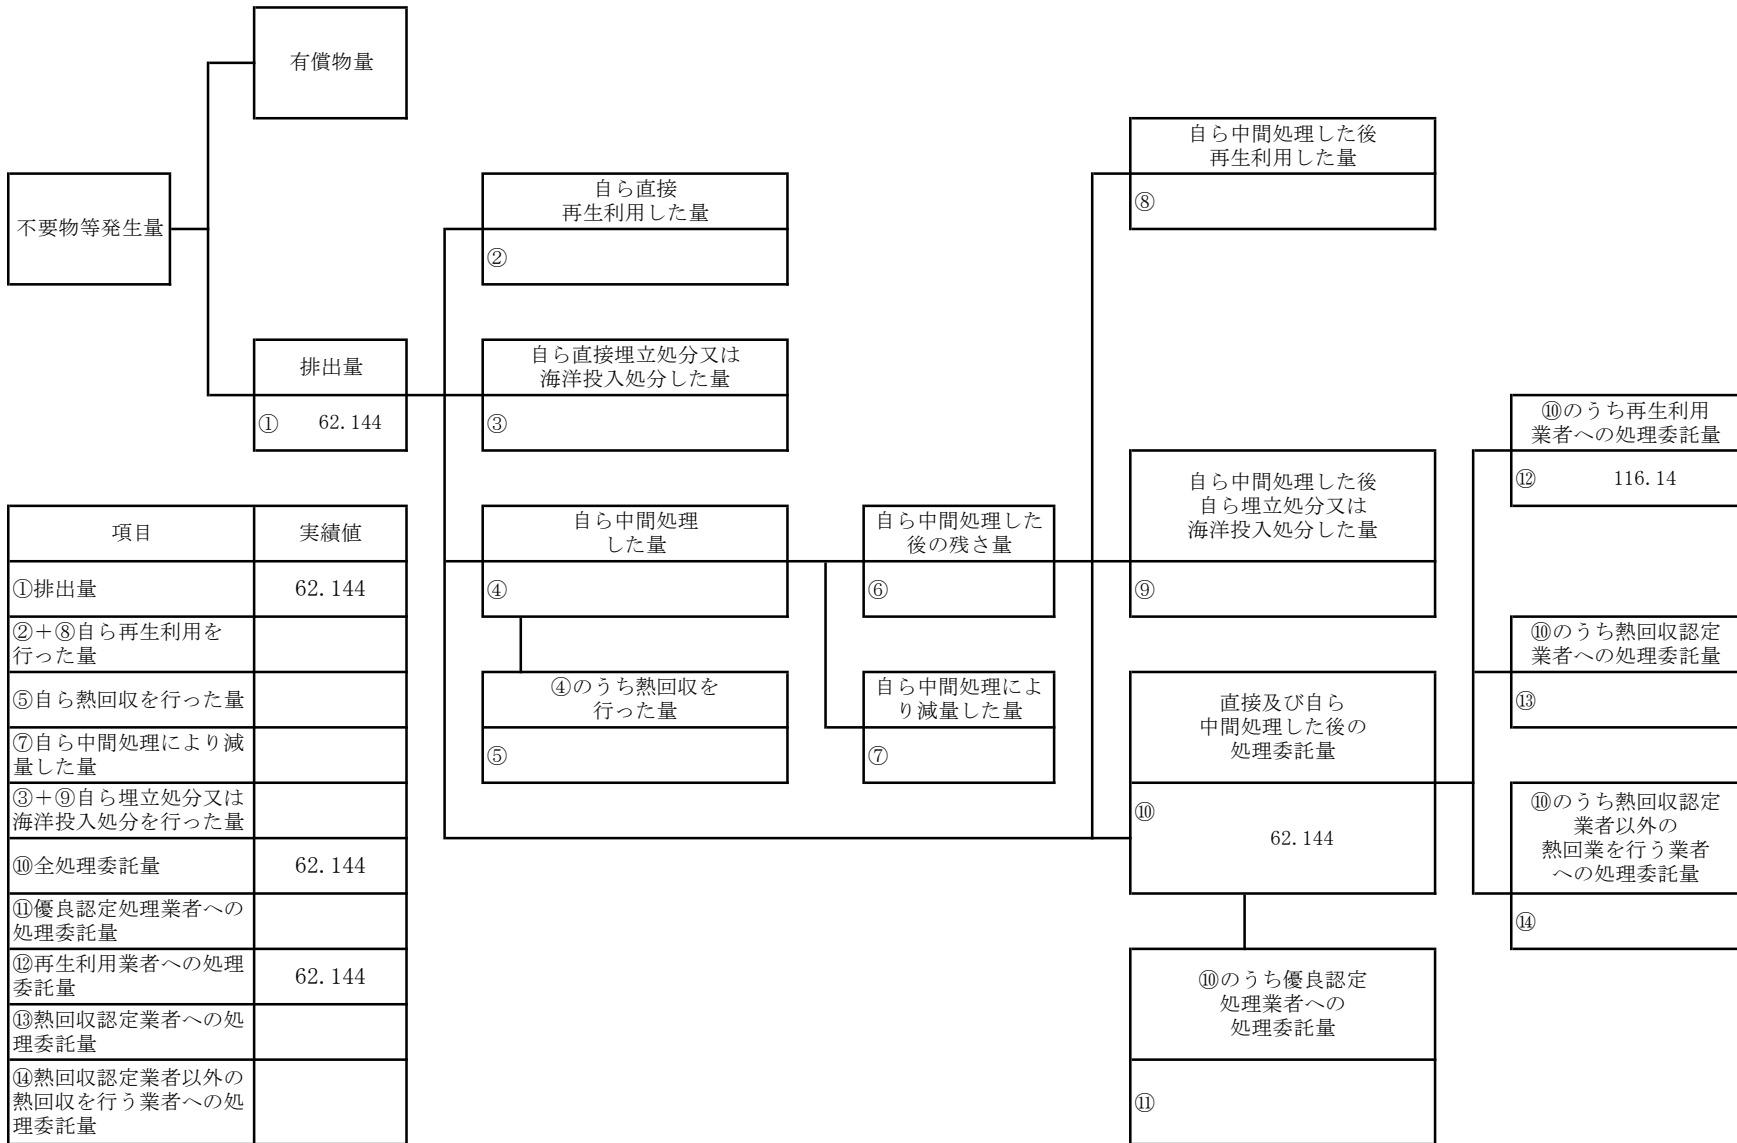 有償物量
不要物等発生量
排出量
① 62.144
自ら直接
再生利用した量
②
自ら直接埋立処分又は
海洋投入処分した量
③
自ら中間処理
した量
④
④のうち熱回収を
行った量
⑤
自ら中間処理した
後の残さ量
⑥
自ら中間処理によ
り減量した量
⑦
自ら中間処理した後
再生利用した量
⑧
自ら中間処理した後
自ら埋立処分又は
海洋投入処分した量
⑨
直接及び自ら
中間処理した後の
処理委託量
⑩
62.144
⑩のうち優良認定
処理業者への
処理委託量
⑪
⑩のうち再生利用
業者への処理委託量
⑫ 116.14
⑩のうち熱回収認定
業者への処理委託量
⑬
⑩のうち熱回収認定
業者以外の
熱回業を行う業者
への処理委託量
⑭
項目 実績値
①排出量 62.144
②＋⑧自ら再生利用を
行った量
⑤自ら熱回収を行った量
⑦自ら中間処理により減
量した量
③＋⑨自ら埋立処分又は
海洋投入処分を行った量
⑩全処理委託量 62.144
⑪優良認定処理業者への
処理委託量
⑫再生利用業者への処理
委託量 62.144
⑬熱回収認定業者への処
理委託量
⑭熱回収認定業者以外の
熱回収を行う業者への処
理委託量